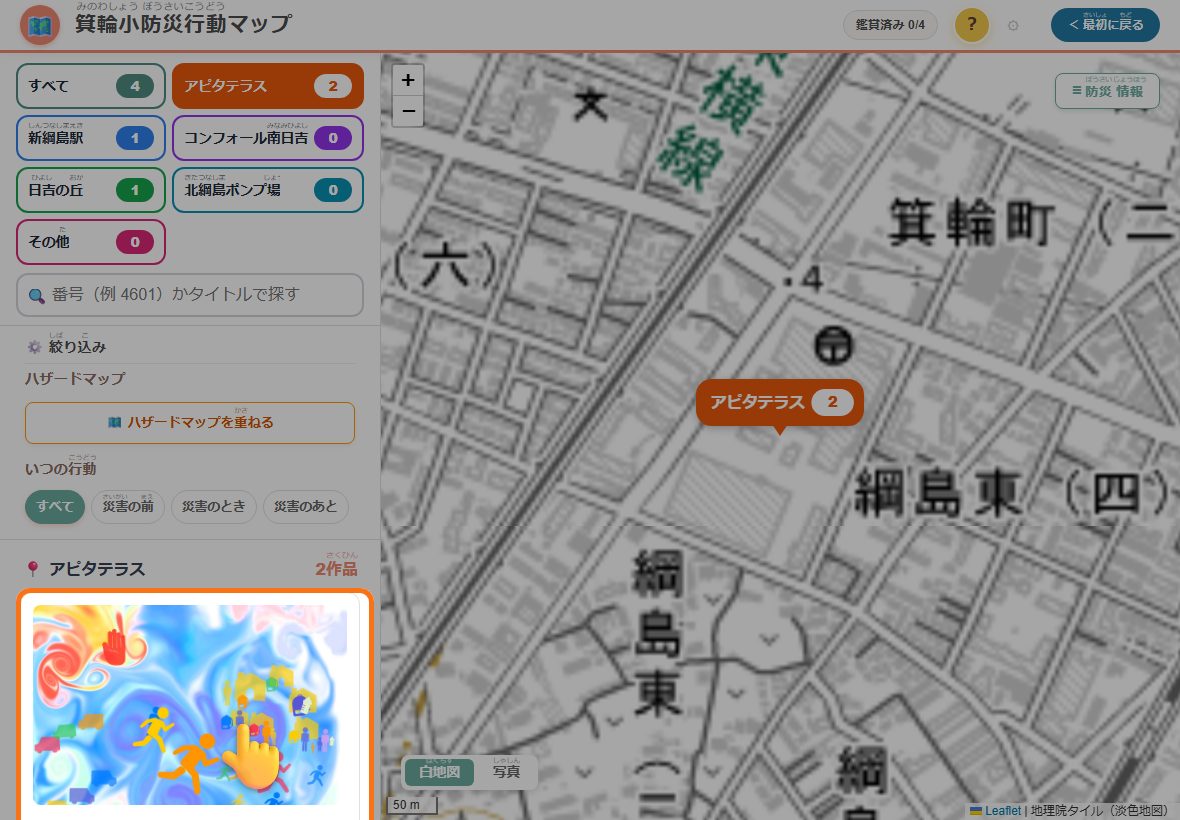 みのわしょう ぼうさいこうどう
箕輪小防災行動マップ
鑑賞済み 0/4
?
さいしょ もど
< 最初に戻る
すべて 4
アピタテラス 2
しんつなしまえき
新綱島駅 1
みなみひよし
コンフォール南日吉 0
ひよし おか
日吉の丘 1
きたつなしま じょう
北綱島ポンプ場 0
た
その他 0
番号(例 4601)かタイトルで探す
しぼ こ
絞り込み
ハザードマップ
かさ
ハザードマップを重ねる
こうどう
いつの行動
すべて
さいがい まえ
災害の前
災害のとき
災害のあと
アピタテラス
さくひん
2作品
+
−
ぼうさいじょうほう
≡ 防災 情報
横
線
箕輪町(二
(六)
4
アピタテラス 2
綱島東(四)
綱島東(二
綱島
はくちず
白地図
しゃしん
写真
50 m
Leaflet | 地理院タイル(淡色地図)